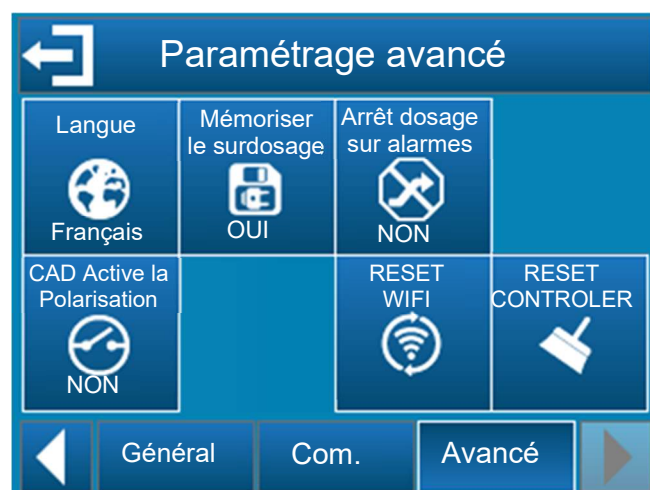 Paramétrage avancé
Langue
Français
Mémoriser
le surdosage
OUI
Arrêt dosage
sur alarmes
NON
CAD Active la
Polarisation
NON
RESET
WIFI
RESET
CONTROLER
Général
Com.
Avancé